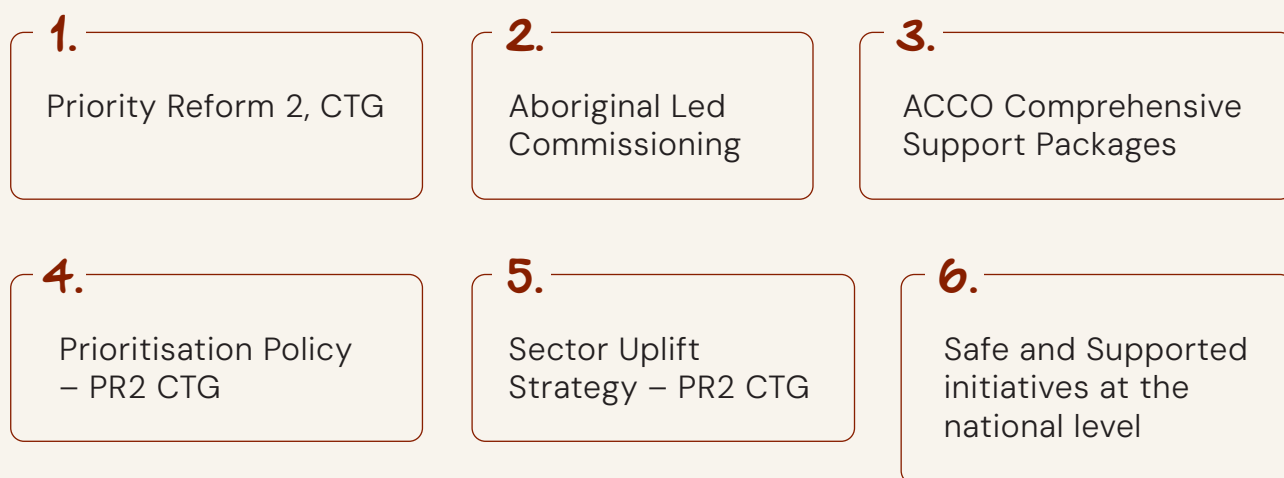 1.
Priority Reform 2, CTG
2.
Aboriginal Led
Commissioning
3.
ACCO Comprehensive
Support Packages
4.
Prioritisation Policy
– PR2 CTG
5.
Sector Uplift
Strategy – PR2 CTG
6.
Safe and Supported
initiatives at the
national level